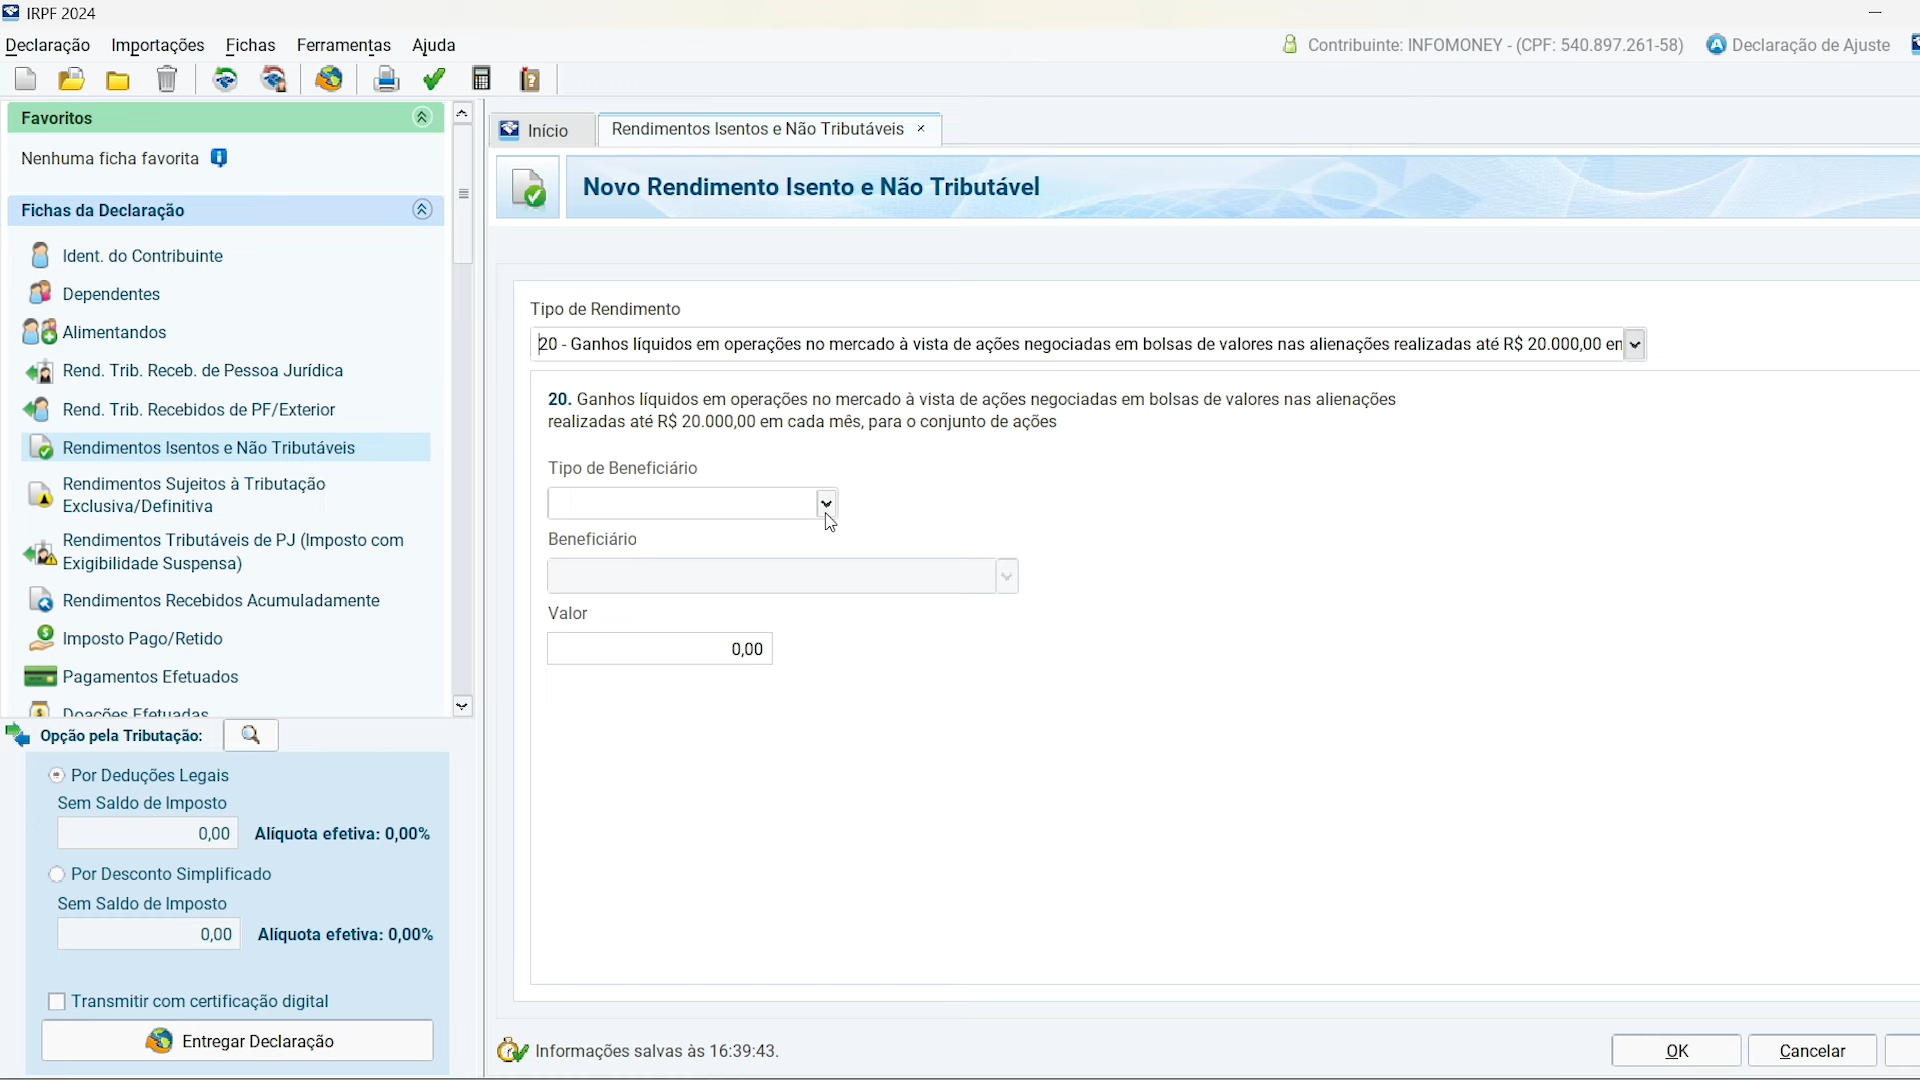 IRPF 2024
Declaração Importações Fichas Ferramentas Ajuda
Contribuinte: INFOMONEY - (CPF: 540.897.261-58) Declaração de Ajuste
Favoritos
Nenhuma ficha favorita
Fichas da Declaração
Ident. do Contribuinte
Dependentes
Alimentandos
Rend. Trib. Receb. de Pessoa Jurídica
Rend. Trib. Recebidos de PF/Exterior
Rendimentos Isentos e Não Tributáveis
Rendimentos Sujeitos à Tributação
Exclusiva/Definitiva
Rendimentos Tributáveis de PJ (Imposto com
Exigibilidade Suspensa)
Rendimentos Recebidos Acumuladamente
Imposto Pago/Retido
Pagamentos Efetuados
Doações Efetuadas
Opção pela Tributação:
Por Deduções Legais
Sem Saldo de Imposto
0,00 Alíquota efetiva: 0,00%
Por Desconto Simplificado
Sem Saldo de Imposto
0,00 Alíquota efetiva: 0,00%
Transmitir com certificação digital
Entregar Declaração
Início Rendimentos Isentos e Não Tributáveis ×
Novo Rendimento Isento e Não Tributável
Tipo de Rendimento
20 - Ganhos líquidos em operações no mercado à vista de ações negociadas em bolsas de valores nas alienações realizadas até R$ 20.000,00 en
20. Ganhos líquidos em operações no mercado à vista de ações negociadas em bolsas de valores nas alienações
realizadas até R$ 20.000,00 em cada mês, para o conjunto de ações
Tipo de Beneficiário
Beneficiário
Valor
0,00
Informações salvas às 16:39:43.
OK Cancelar